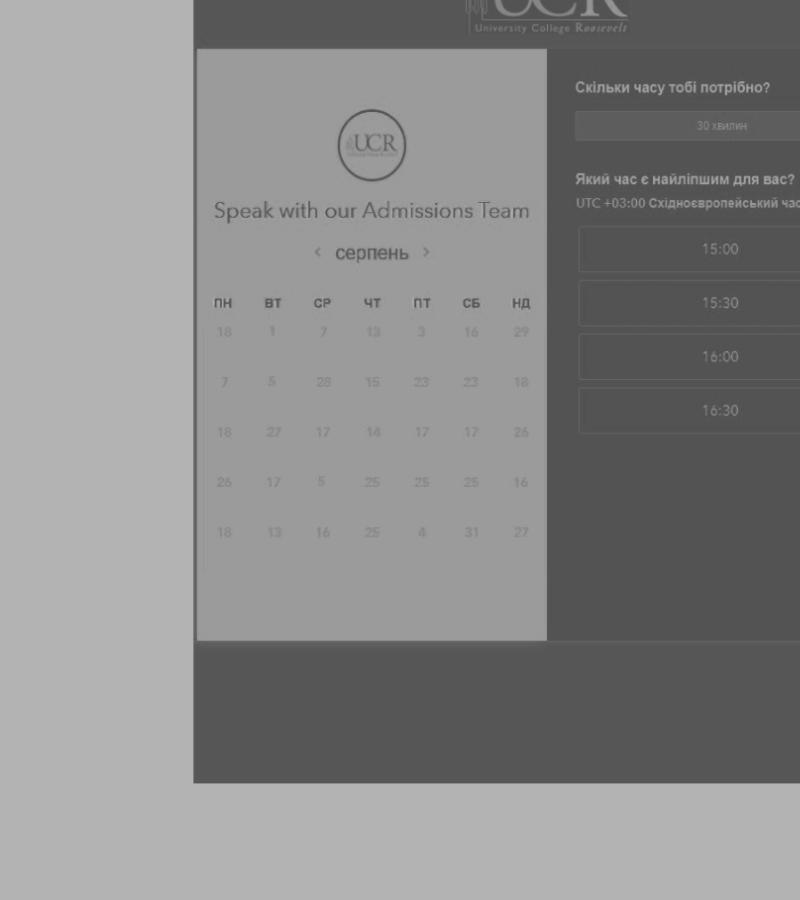 UCR
University College Roosevelt
UCR
Speak with our Admissions Team
серпень
ПН ВТ СР ЧТ ПТ СБ НД
18 1 7 13 3 16 29
7 5 28 15 23 23 18
18 27 17 14 17 17 26
26 17 5 25 25 25 16
18 13 16 25 4 31 27
Скільки часу тобі потрібно?
30 хвилин
Який час є найліпшим для вас?
UTC +03:00 Східноєвропейський час
15:00
15:30
16:00
16:30